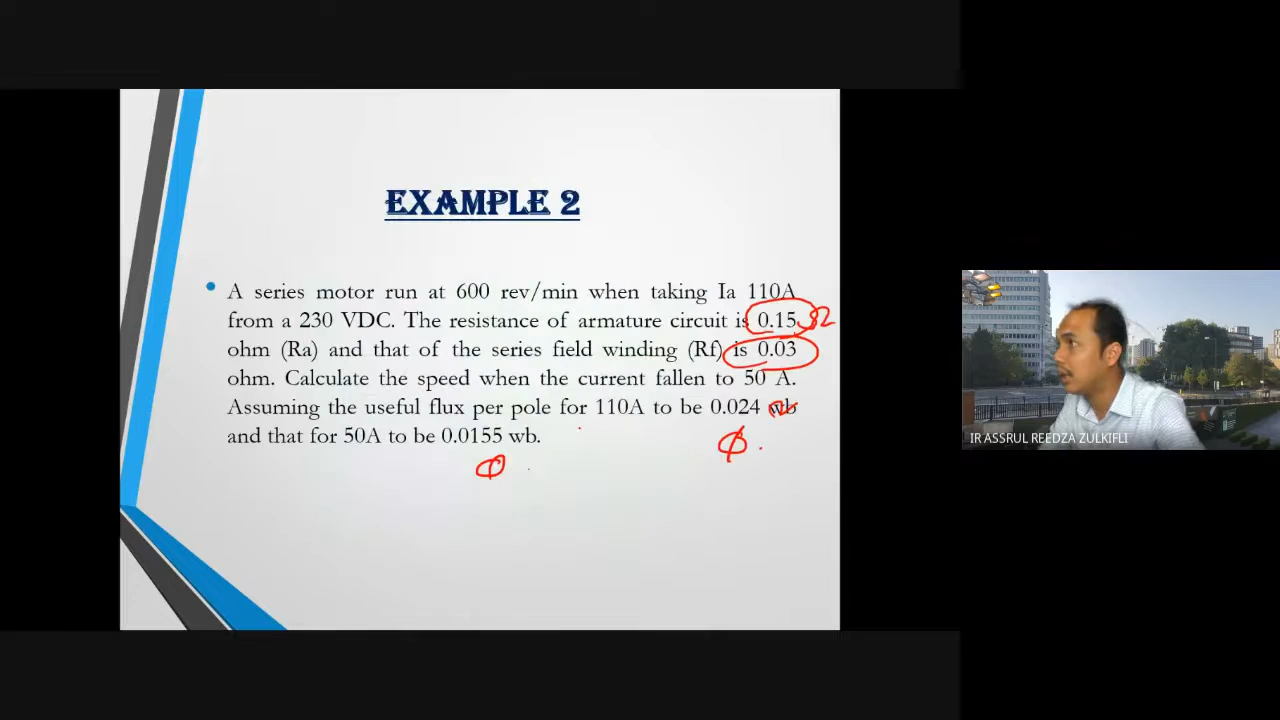 EXAMPLE 2
• A series motor run at 600 rev/min when taking Ia 110A
from a 230 VDC. The resistance of armature circuit is 0.15 Ω
ohm (Ra) and that of the series field winding (Rf) is 0.03
ohm. Calculate the speed when the current fallen to 50 A.
Assuming the useful flux per pole for 110A to be 0.024 wb
and that for 50A to be 0.0155 wb.
Φ Φ
IR ASSRUL REEDZA ZULKIFLI